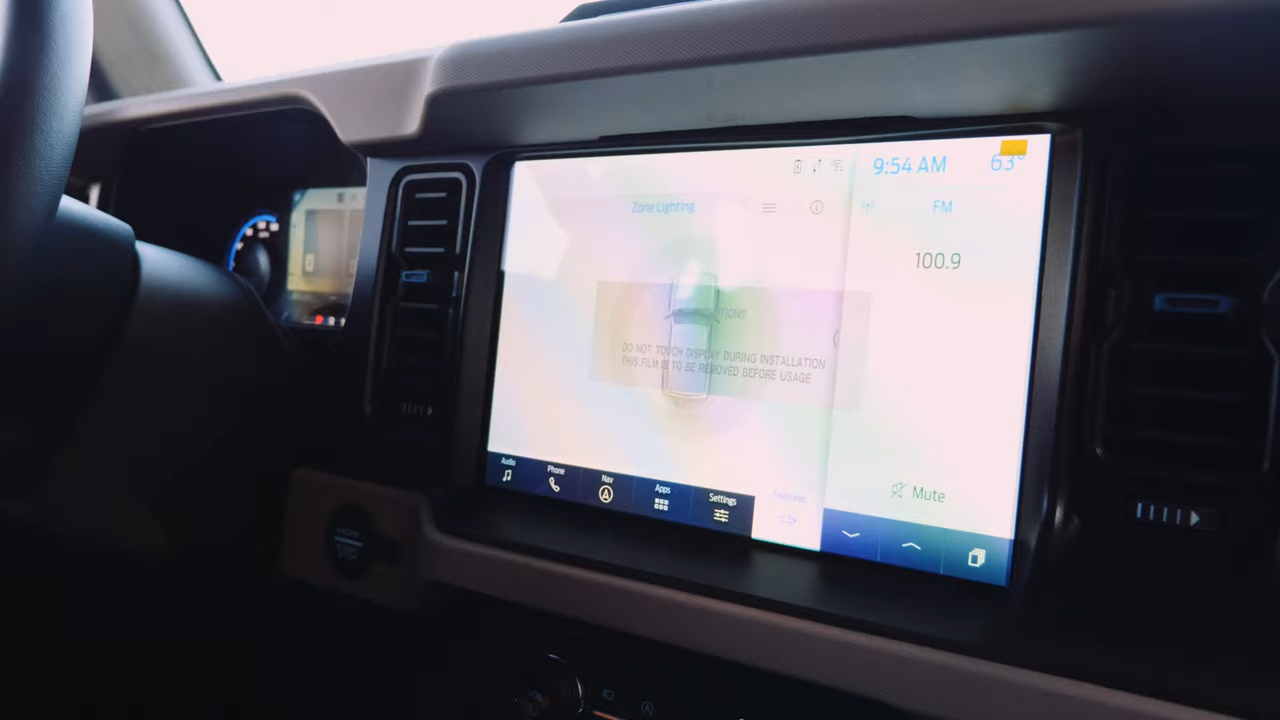 9:54 AM
63°
Zone Lighting
FM
100.9
DO NOT TOUCH DISPLAY DURING INSTALLATION
THIS FILM IS TO BE REMOVED BEFORE USAGE
Mute
Audio
Phone
Nav
Apps
Settings
Features